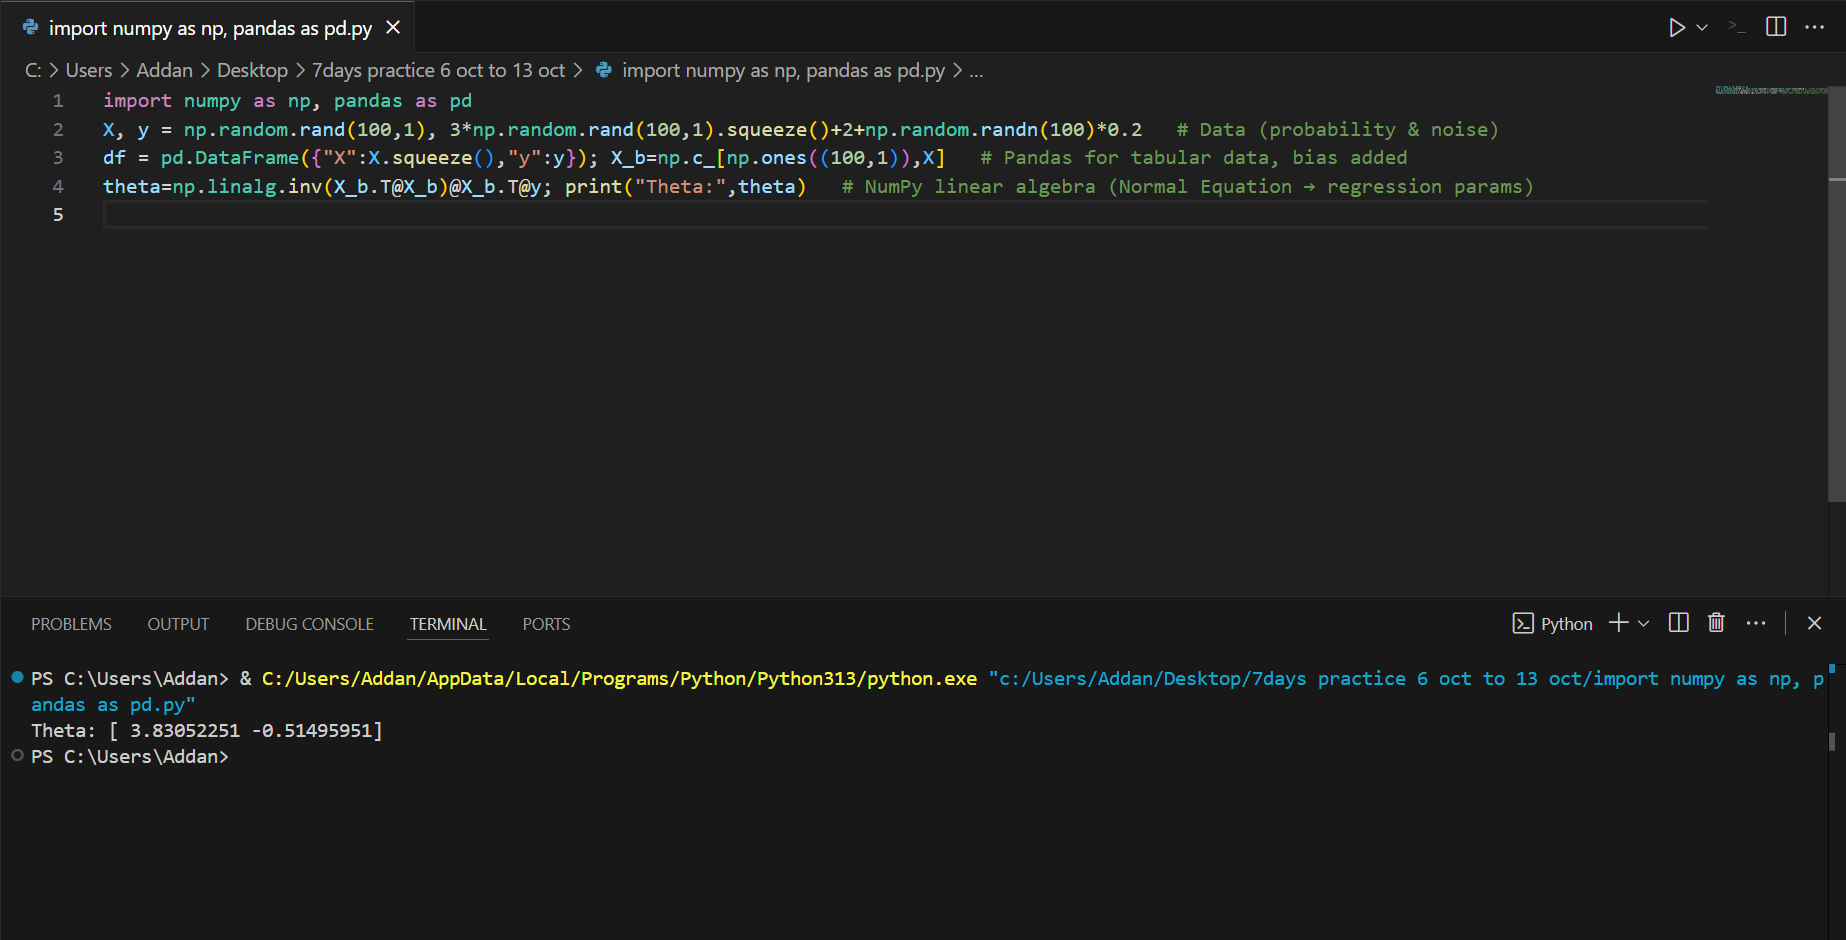 import numpy as np, pandas as pd.py
C: > Users > Addan > Desktop > 7days practice 6 oct to 13 oct > import numpy as np, pandas as pd.py > ...
1 import numpy as np, pandas as pd
2 X, y = np.random.rand(100,1), 3*np.random.rand(100,1).squeeze()+2+np.random.randn(100)*0.2 # Data (probability & noise)
3 df = pd.DataFrame({"X":X.squeeze(),"y":y}); X_b=np.c_[np.ones((100,1)),X] # Pandas for tabular data, bias added
4 theta=np.linalg.inv(X_b.T@X_b)@X_b.T@y; print("Theta:",theta) # NumPy linear algebra (Normal Equation → regression params)
5
PROBLEMS OUTPUT DEBUG CONSOLE TERMINAL PORTS Python
PS C:\Users\Addan> & C:/Users/Addan/AppData/Local/Programs/Python/Python313/python.exe "c:/Users/Addan/Desktop/7days practice 6 oct to 13 oct/import numpy as np, p
andas as pd.py"
Theta: [ 3.83052251 -0.51495951]
PS C:\Users\Addan>